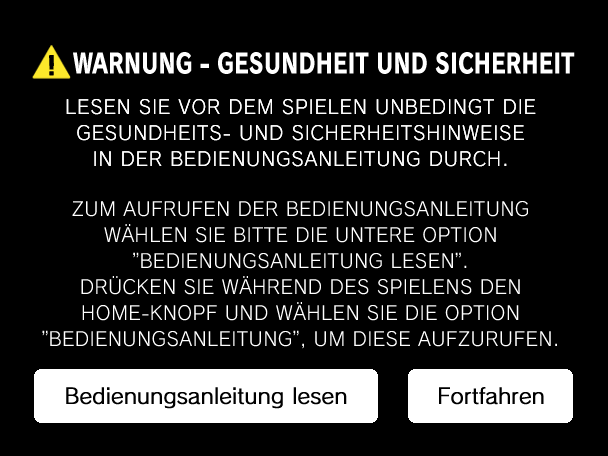 WARNUNG - GESUNDHEIT UND SICHERHEIT
LESEN SIE VOR DEM SPIELEN UNBEDINGT DIE
GESUNDHEITS- UND SICHERHEITSHINWEISE
IN DER BEDIENUNGSANLEITUNG DURCH.
ZUM AUFRUFEN DER BEDIENUNGSANLEITUNG
WÄHLEN SIE BITTE DIE UNTERE OPTION
”BEDIENUNGSANLEITUNG LESEN”.
DRÜCKEN SIE WÄHREND DES SPIELENS DEN
HOME-KNOPF UND WÄHLEN SIE DIE OPTION
”BEDIENUNGSANLEITUNG”, UM DIESE AUFZURUFEN.
Bedienungsanleitung lesen
Fortfahren